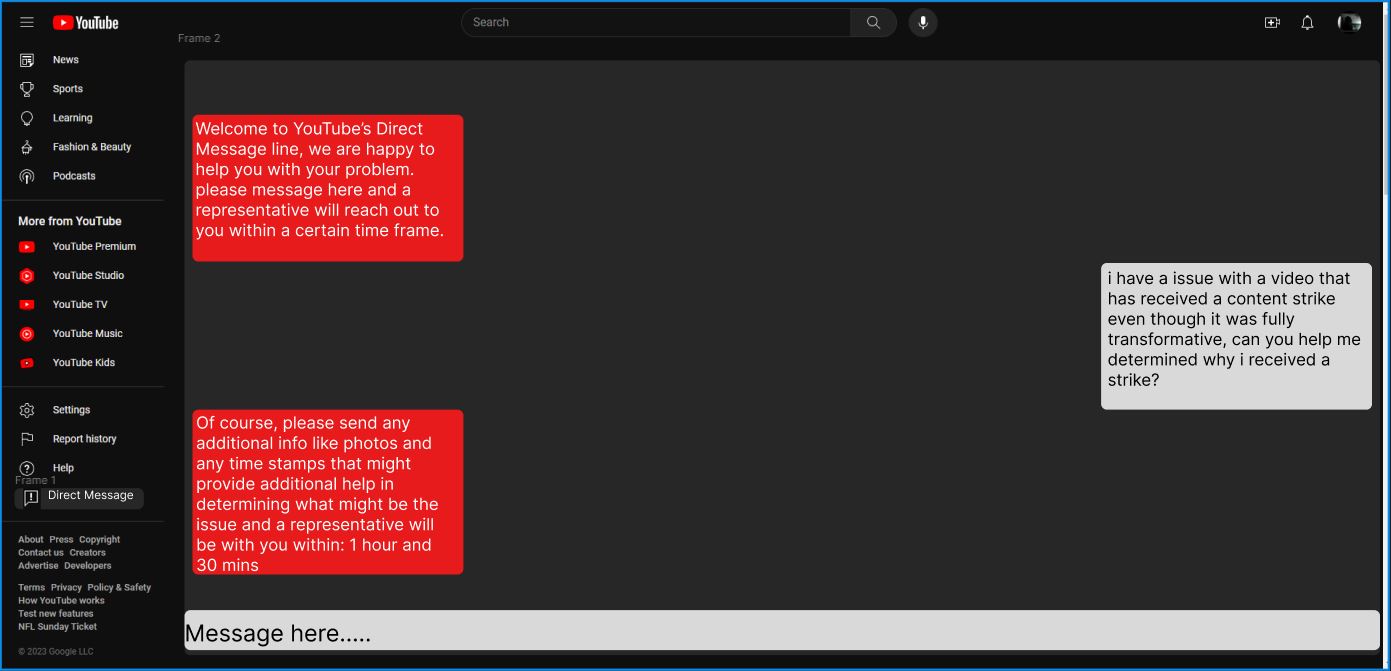 YouTube
Search
Frame 2
News
Sports
Learning
Fashion & Beauty
Podcasts
More from YouTube
YouTube Premium
YouTube Studio
YouTube TV
YouTube Music
YouTube Kids
Settings
Report history
Help
Frame 1
Direct Message
About Press Copyright
Contact us Creators
Advertise Developers
Terms Privacy Policy & Safety
How YouTube works
Test new features
NFL Sunday Ticket
© 2023 Google LLC
Welcome to YouTube’s Direct
Message line, we are happy to
help you with your problem.
please message here and a
representative will reach out to
you within a certain time frame.
i have a issue with a video that
has received a content strike
even though it was fully
transformative, can you help me
determined why i received a
strike?
Of course, please send any
additional info like photos and
any time stamps that might
provide additional help in
determining what might be the
issue and a representative will
be with you within: 1 hour and
30 mins
Message here.....